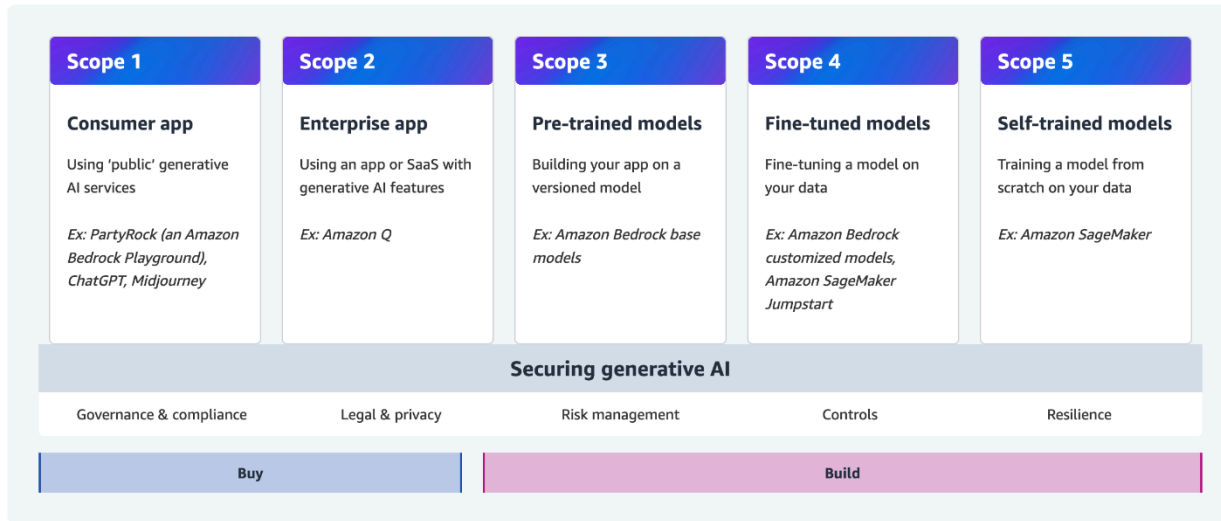 Scope 1
Consumer app
Using ‘public’ generative
AI services
Ex: PartyRock (an Amazon
Bedrock Playground),
ChatGPT, Midjourney
Scope 2
Enterprise app
Using an app or SaaS with
generative AI features
Ex: Amazon Q
Scope 3
Pre-trained models
Building your app on a
versioned model
Ex: Amazon Bedrock base
models
Scope 4
Fine-tuned models
Fine-tuning a model on
your data
Ex: Amazon Bedrock
customized models,
Amazon SageMaker
Jumpstart
Scope 5
Self-trained models
Training a model from
scratch on your data
Ex: Amazon SageMaker
Securing generative AI
Governance & compliance
Legal & privacy
Risk management
Controls
Resilience
Buy
Build